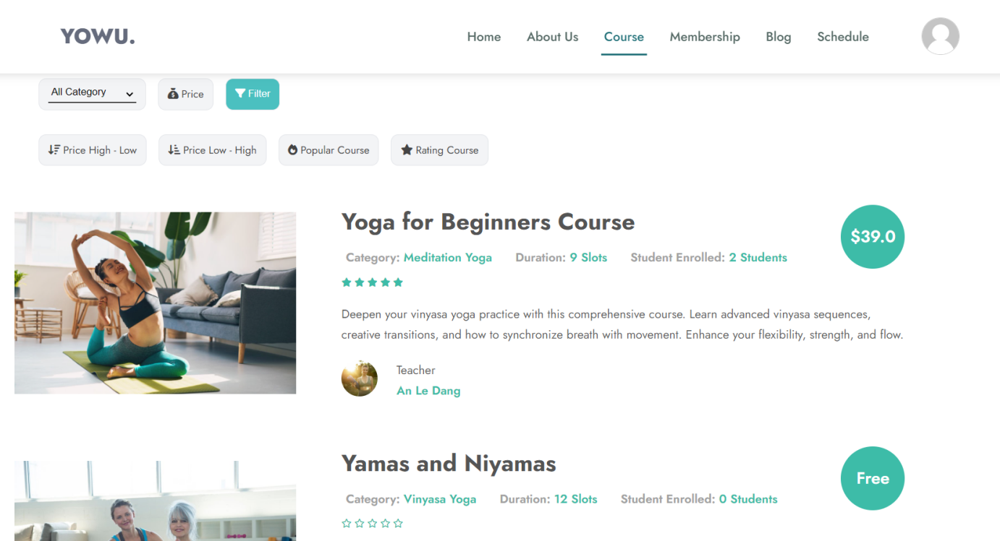 YOWU.
Home About Us Course Membership Blog Schedule
All Category Price Filter
Price High - Low Price Low - High Popular Course Rating Course
Yoga for Beginners Course
$39.0
Category: Meditation Yoga Duration: 9 Slots Student Enrolled: 2 Students
Deepen your vinyasa yoga practice with this comprehensive course. Learn advanced vinyasa sequences,
creative transitions, and how to synchronize breath with movement. Enhance your flexibility, strength, and flow.
Teacher
An Le Dang
Yamas and Niyamas
Free
Category: Vinyasa Yoga Duration: 12 Slots Student Enrolled: 0 Students